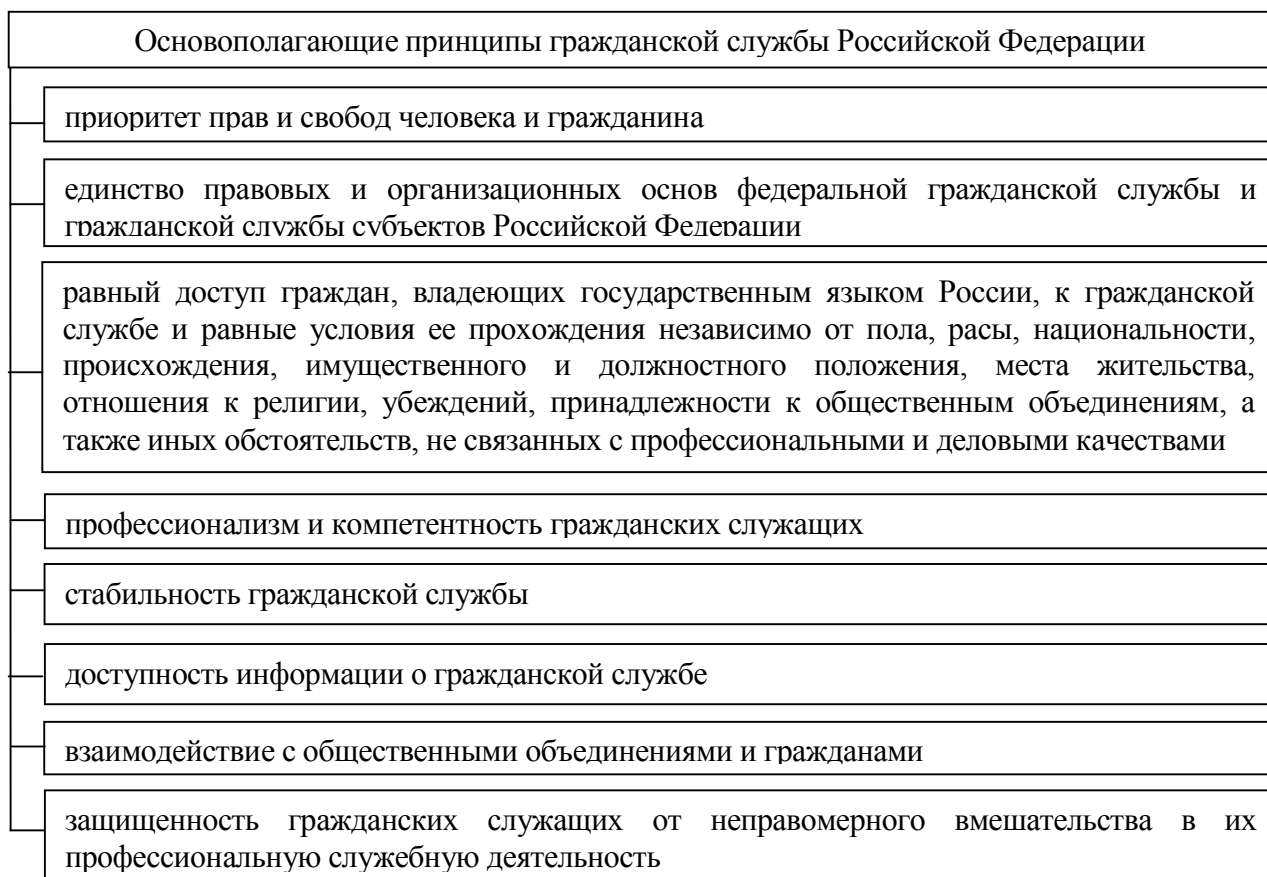 Основополагающие принципы гражданской службы Российской Федерации
приоритет прав и свобод человека и гражданина
единство правовых и организационных основ федеральной гражданской службы и
гражданской службы субъектов Российской Федерации
равный доступ граждан, владеющих государственным языком России, к гражданской
службе и равные условия ее прохождения независимо от пола, расы, национальности,
происхождения, имущественного и должностного положения, места жительства,
отношения к религии, убеждений, принадлежности к общественным объединениям, а
также иных обстоятельств, не связанных с профессиональными и деловыми качествами
профессионализм и компетентность гражданских служащих
стабильность гражданской службы
доступность информации о гражданской службе
взаимодействие с общественными объединениями и гражданами
защищенность гражданских служащих от неправомерного вмешательства в их
профессиональную служебную деятельность